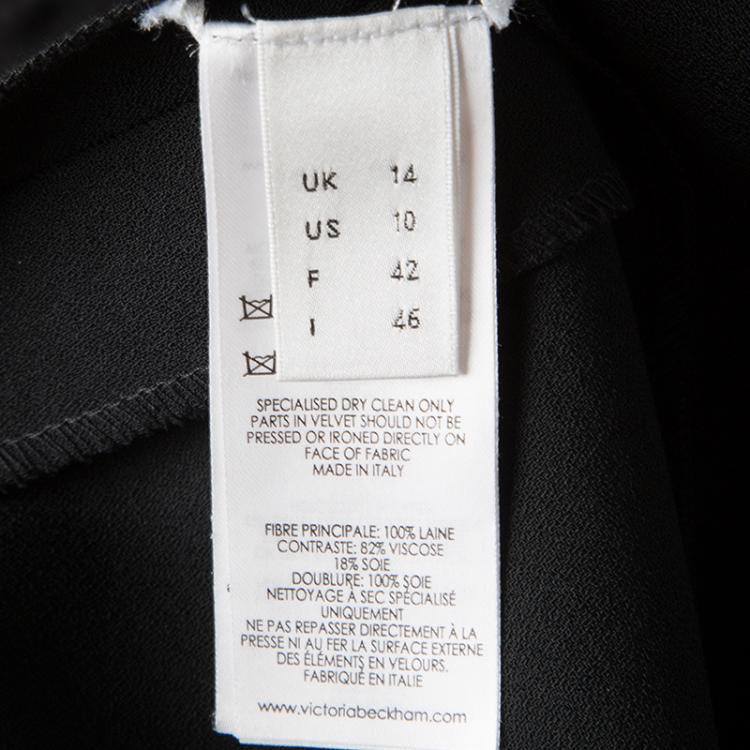 UK 14
US 10
F 42
I 46
SPECIALISED DRY CLEAN ONLY
PARTS IN VELVET SHOULD NOT BE
PRESSED OR IRONED DIRECTLY ON
FACE OF FABRIC
MADE IN ITALY
FIBRE PRINCIPALE: 100% LAINE
CONTRASTE: 82% VISCOSE
18% SOIE
DOUBLURE: 100% SOIE
NETTOYAGE À SEC SPÉCIALISÉ
UNIQUEMENT
NE PAS REPASSER DIRECTEMENT À LA
PRESSE NI AU FER LA SURFACE EXTERNE
DES ÉLÉMENTS EN VELOURS.
FABRIQUÉ EN ITALIE
www.victoriabeckham.com